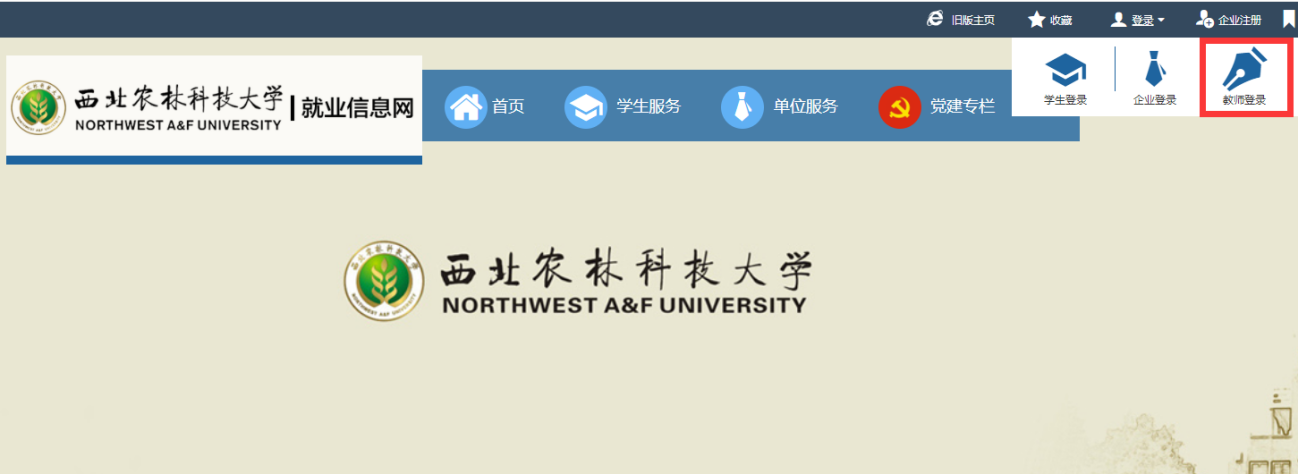 旧版主页 收藏 登录 企业注册
学生登录 企业登录 教师登录
西北农林科技大学 就业信息网
NORTHWEST A&F UNIVERSITY
首页 学生服务 单位服务 党建专栏
西北农林科技大学
NORTHWEST A&F UNIVERSITY